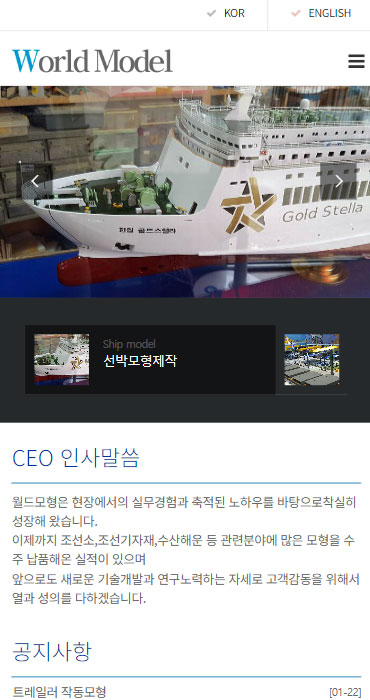 KOR
ENGLISH
World Model
한일 골드스텔라
Gold Stella
Ship model
선박모형제작
CEO 인사말씀
월드모형은 현장에서의 실무경험과 축적된 노하우를 바탕으로착실히
성장해 왔습니다.
이제까지 조선소,조선기자재,수산해운 등 관련분야에 많은 모형을 수
주 납품해온 실적이 있으며
앞으로도 새로운 기술개발과 연구노력하는 자세로 고객감동을 위해서
열과 성의를 다하겠습니다.
공지사항
트레일러 작동모형 [01-22]